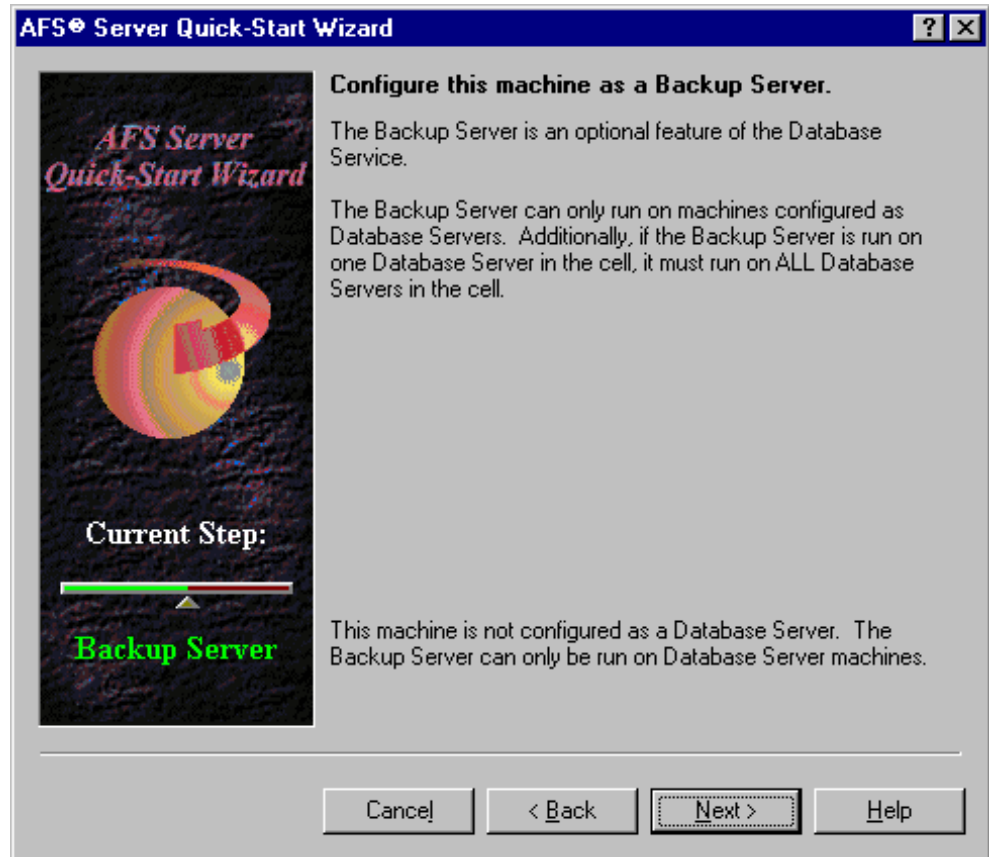 AFS® Server Quick-Start Wizard
AFS Server
Quick-Start Wizard
Current Step:
Backup Server
Configure this machine as a Backup Server.
The Backup Server is an optional feature of the Database
Service.
The Backup Server can only run on machines configured as
Database Servers.  Additionally, if the Backup Server is run on
one Database Server in the cell, it must run on ALL Database
Servers in the cell.
This machine is not configured as a Database Server.  The
Backup Server can only be run on Database Server machines.
Cancel
< Back
Next >
Help